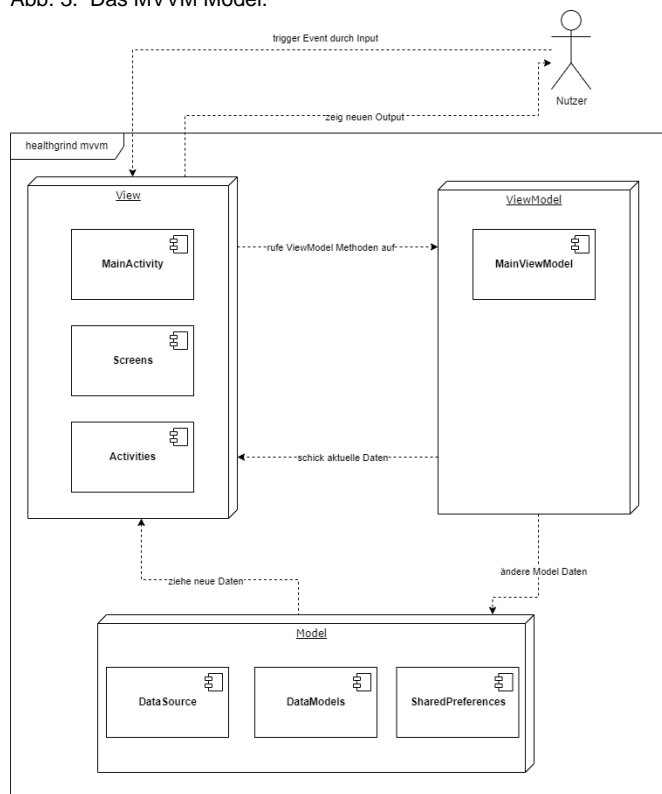 Abb. 3: Das MVVM Model.
trigger Event durch Input
Nutzer
zeig neuen Output
healthgrind mvvm
View
ViewModel
MainActivity
rufe ViewModel Methoden auf
MainViewModel
Screens
Activities
schick aktuelle Daten
ziehe neue Daten
ändere Model Daten
Model
DataSource
DataModels
SharedPreferences